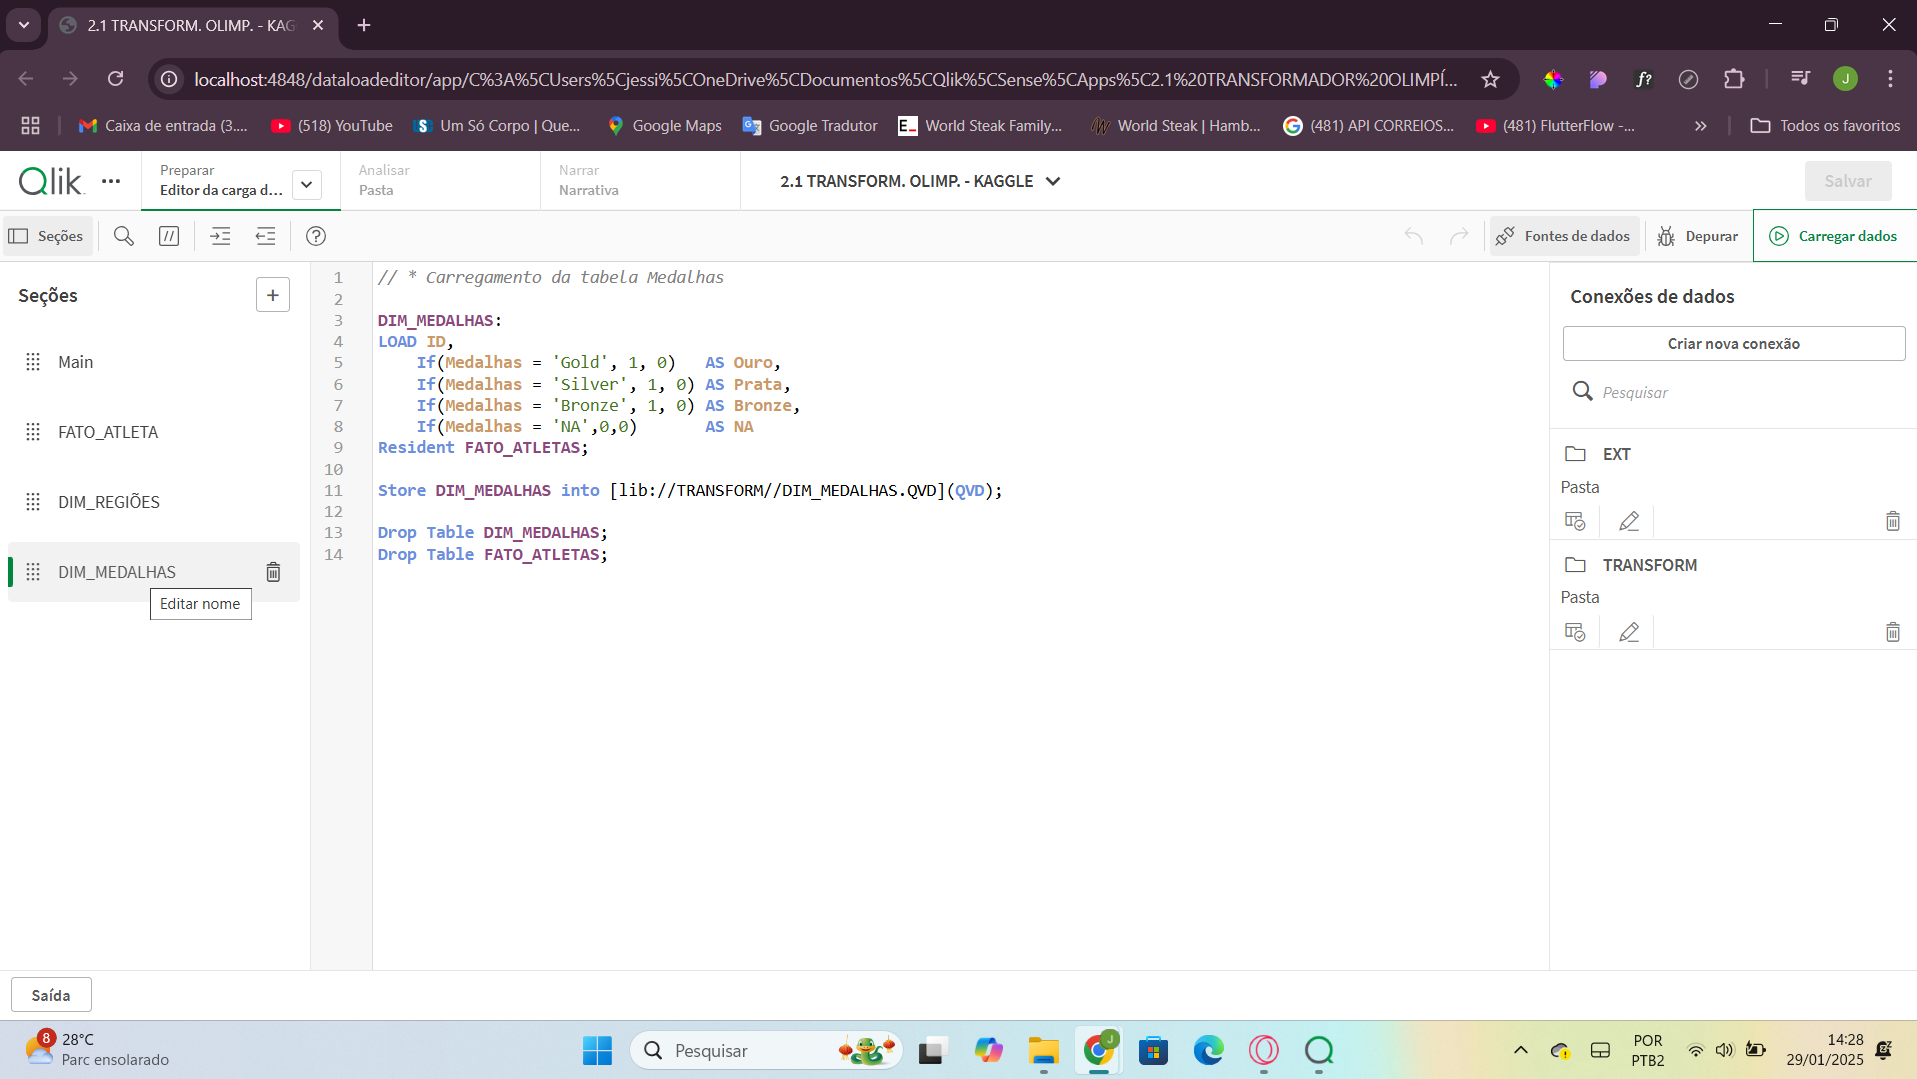 2.1 TRANSFORM. OLIMP. - KAG
localhost:4848/dataloadeditor/app/C%3A%5CUsers%5Cjessi%5COneDrive%5CDocumentos%5CQlik%5CSense%5CApps%5C2.1%20TRANSFORMADOR%20OLIMPÍ...
f?
J
Caixa de entrada (3....
(518) YouTube
Um Só Corpo | Que...
Google Maps
Google Tradutor
World Steak Family...
World Steak | Hamb...
(481) API CORREIOS...
(481) FlutterFlow -...
Todos os favoritos
Qlik
Preparar
Editor da carga d...
Analisar
Pasta
Narrar
Narrativa
2.1 TRANSFORM. OLIMP. - KAGGLE
Salvar
Seções
Fontes de dados
Depurar
Carregar dados
Seções
+
Main
FATO_ATLETA
DIM_REGIÕES
DIM_MEDALHAS
Editar nome
1 // * Carregamento da tabela Medalhas
2
3 DIM_MEDALHAS:
4 LOAD ID,
5 If(Medalhas = 'Gold', 1, 0) AS Ouro,
6 If(Medalhas = 'Silver', 1, 0) AS Prata,
7 If(Medalhas = 'Bronze', 1, 0) AS Bronze,
8 If(Medalhas = 'NA',0,0) AS NA
9 Resident FATO_ATLETAS;
10
11 Store DIM_MEDALHAS into [lib://TRANSFORM//DIM_MEDALHAS.QVD](QVD);
12
13 Drop Table DIM_MEDALHAS;
14 Drop Table FATO_ATLETAS;
Conexões de dados
Criar nova conexão
Pesquisar
EXT
Pasta
TRANSFORM
Pasta
Saída
8
28°C
Parc ensolarado
Pesquisar
J
POR
PTB2
14:28
29/01/2025